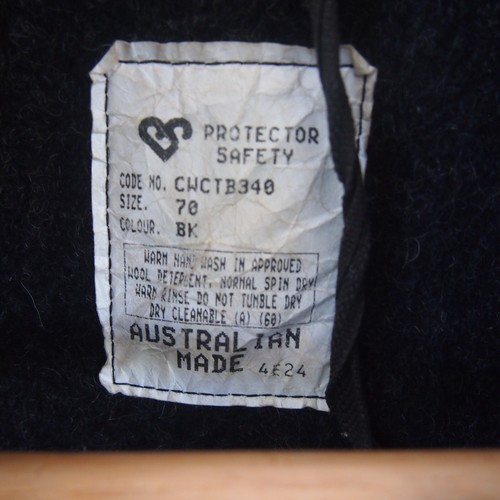 PROTECTOR
SAFETY
CODE NO. CWCTB340
SIZE. 70
COLOUR. BK
WARM HAND WASH IN APPROVED
WOOL DETERGENT, NORMAL SPIN DRY
WARM RINSE DO NOT TUMBLE DRY
DRY CLEANABLE (A) (60)
AUSTRALIAN
MADE 4E24